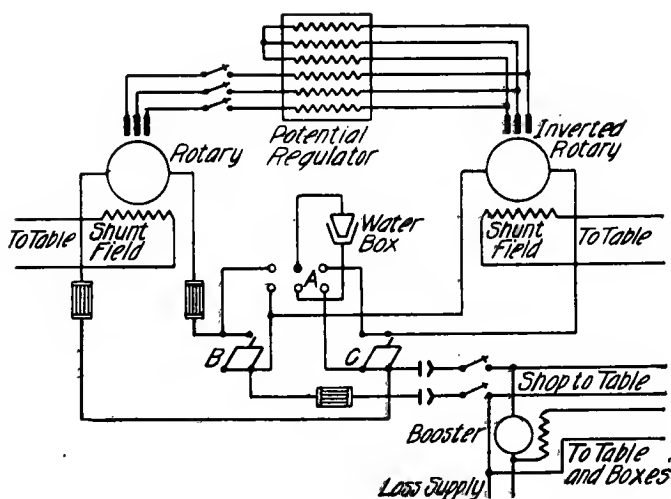 Potential
Regulator
Rotary
Inverted
Rotary
Shunt
Field
To Table
Shunt
Field
To Table
Water
Box
A
B
C
Shop to Table
Booster
To Table
and Boxes
Loss Supply